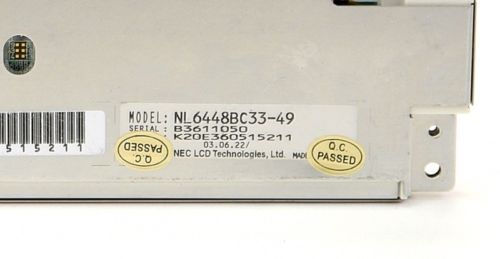 MODEL: NL6448BC33-49
SERIAL: B3611050
K20E360515211
03.06.22/
NEC LCD Technologies, Ltd. MADE
Q.C.
PASSED
Q.C.
PASSED
515211